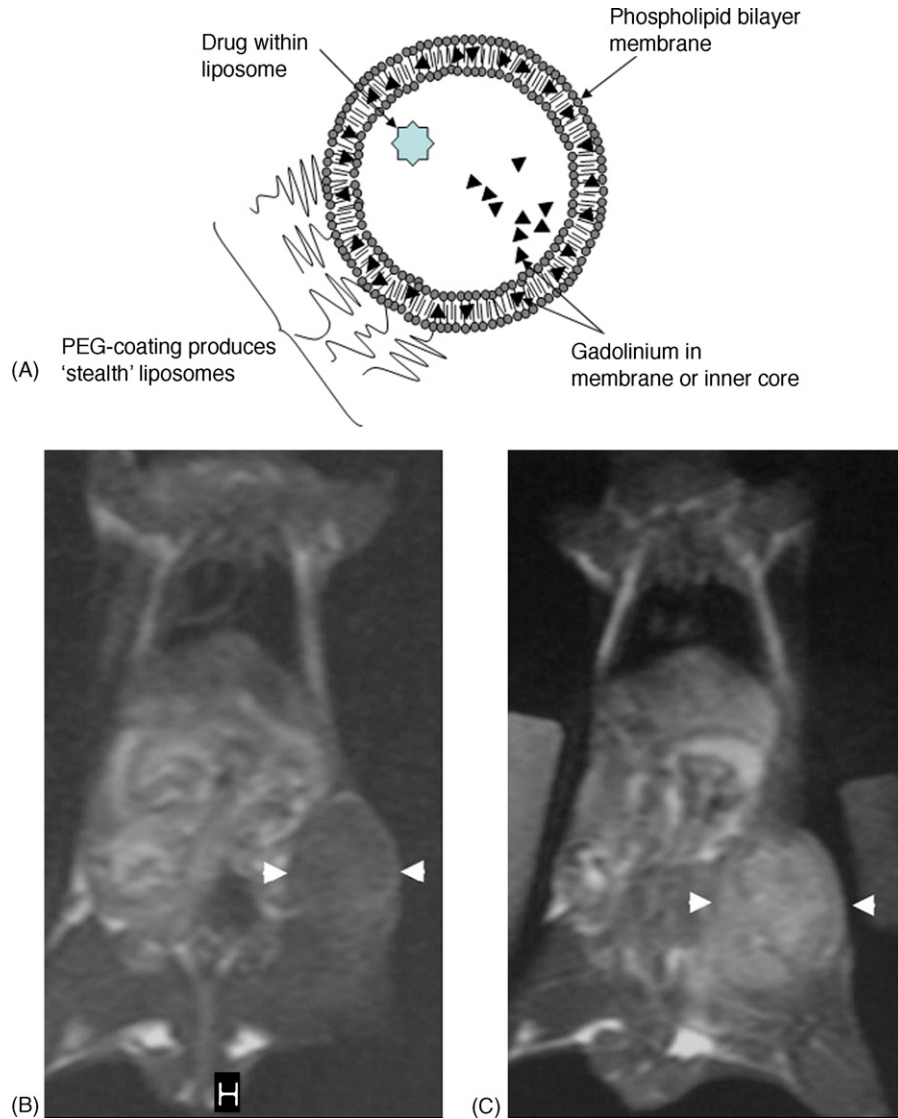 Drug within
liposome
Phospholipid bilayer
membrane
PEG-coating produces
'stealth' liposomes
(A)
Gadolinium in
membrane or inner core
H
(B)
(C)